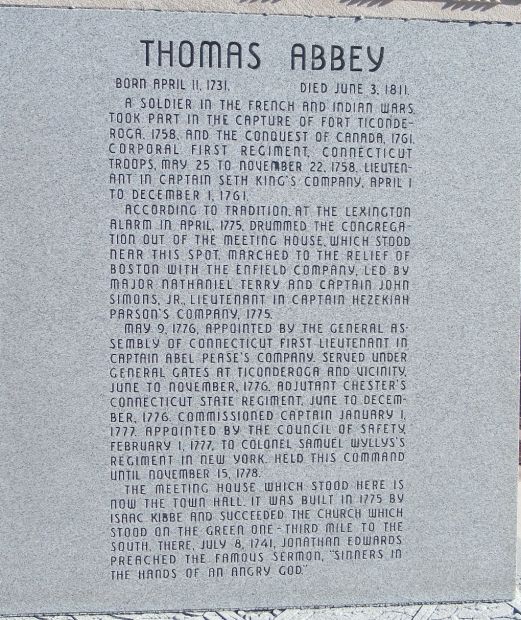 THOMAS ABBEY
BORN APRIL 11, 1731. DIED JUNE 3, 1811.
A SOLDIER IN THE FRENCH AND INDIAN WARS,
TOOK PART IN THE CAPTURE OF FORT TICONDE-
ROGA, 1758, AND THE CONQUEST OF CANADA, 1761,
CORPORAL FIRST REGIMENT, CONNECTICUT
TROOPS, MAY 25 TO NOVEMBER 22, 1758, LIEUTEN-
ANT IN CAPTAIN SETH KING'S COMPANY, APRIL 1
TO DECEMBER 1, 1761.
ACCORDING TO TRADITION, AT THE LEXINGTON
ALARM IN APRIL, 1775, DRUMMED THE CONGREGA-
TION OUT OF THE MEETING HOUSE, WHICH STOOD
NEAR THIS SPOT, MARCHED TO THE RELIEF OF
BOSTON WITH THE ENFIELD COMPANY, LED BY
MAJOR NATHANIEL TERRY AND CAPTAIN JOHN
SIMONS, JR., LIEUTENANT IN CAPTAIN HEZEKIAH
PARSON'S COMPANY, 1775.
MAY 9, 1776, APPOINTED BY THE GENERAL AS-
SEMBLY OF CONNECTICUT FIRST LIEUTENANT IN
CAPTAIN ABEL PEASE'S COMPANY. SERVED UNDER
GENERAL GATES AT TICONDEROGA AND VICINITY,
JUNE TO NOVEMBER, 1776. ADJUTANT CHESTER'S
CONNECTICUT STATE REGIMENT, JUNE TO DECEM-
BER, 1776. COMMISSIONED CAPTAIN JANUARY 1,
1777. APPOINTED BY THE COUNCIL OF SAFETY,
FEBRUARY 1, 1777, TO COLONEL SAMUEL WYLLYS'S
REGIMENT IN NEW YORK. HELD THIS COMMAND
UNTIL NOVEMBER 15, 1778.
THE MEETING HOUSE WHICH STOOD HERE IS
NOW THE TOWN HALL. IT WAS BUILT IN 1775 BY
ISAAC KIBBE AND SUCCEEDED THE CHURCH WHICH
STOOD ON THE GREEN ONE-THIRD MILE TO THE
SOUTH. THERE, JULY 8, 1741, JONATHAN EDWARDS
PREACHED THE FAMOUS SERMON, "SINNERS IN
THE HANDS OF AN ANGRY GOD."